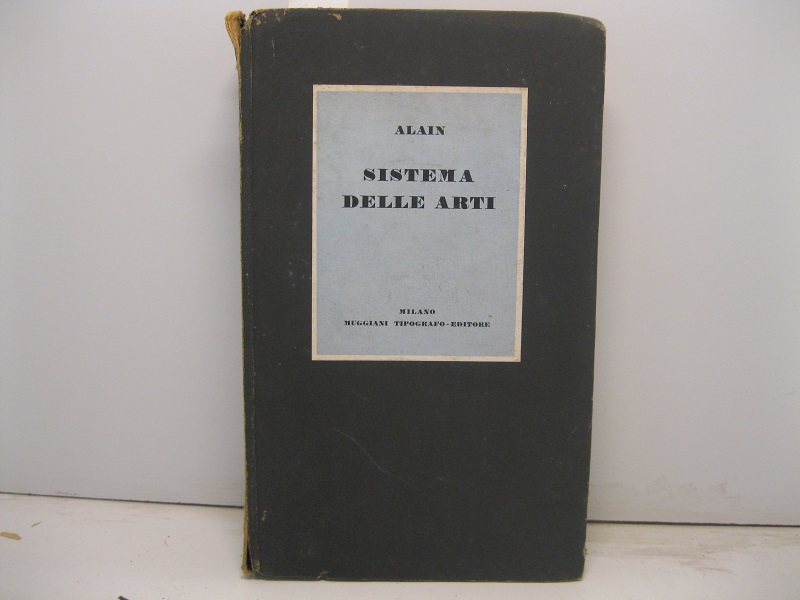 ALAIN
SISTEMA
DELLE ARTI
MILANO
MUGGIANI TIPOGRAFO-EDITORE